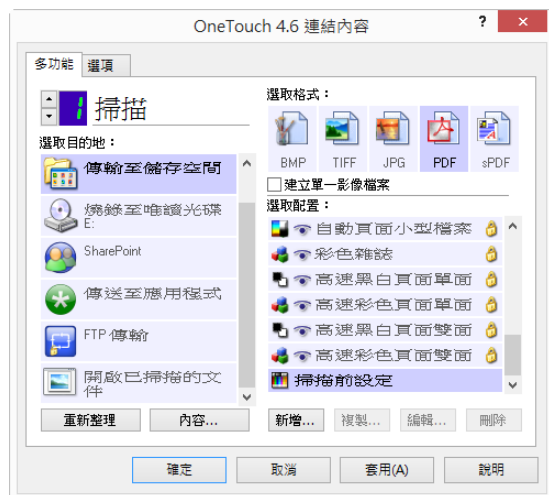 OneTouch 4.6 連結內容
? ×
多功能 選項
1 掃描
選取目的地：
傳輸至儲存空間
燒錄至唯讀光碟
E:
SharePoint
傳送至應用程式
FTP 傳輸
開啟已掃描的文
件
重新整理 內容...
選取格式：
BMP TIFF JPG PDF sPDF
建立單一影像檔案
選取配置：
自動頁面小型檔案
彩色雜誌
高速黑白頁面單面
高速彩色頁面單面
高速黑白頁面雙面
高速彩色頁面雙面
掃描前設定
新增... 複製... 編輯... 刪除
確定 取消 套用(A) 說明